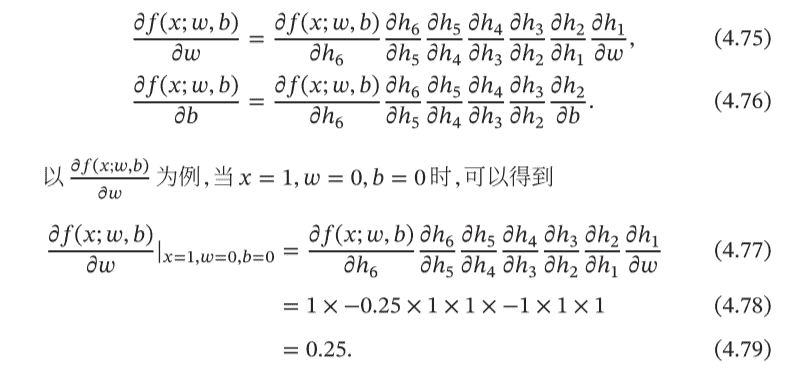 ∂f(x; w, b)/∂w = ∂f(x; w, b)/∂h₆ ∂h₆/∂h₅ ∂h₅/∂h₄ ∂h₄/∂h₃ ∂h₃/∂h₂ ∂h₂/∂h₁ ∂h₁/∂w, (4.75)
∂f(x; w, b)/∂b = ∂f(x; w, b)/∂h₆ ∂h₆/∂h₅ ∂h₅/∂h₄ ∂h₄/∂h₃ ∂h₃/∂h₂ ∂h₂/∂b. (4.76)
以 ∂f(x;w,b)/∂w 为例,当 x = 1, w = 0, b = 0 时,可以得到
∂f(x; w, b)/∂w |x=1,w=0,b=0 = ∂f(x; w, b)/∂h₆ ∂h₆/∂h₅ ∂h₅/∂h₄ ∂h₄/∂h₃ ∂h₃/∂h₂ ∂h₂/∂h₁ ∂h₁/∂w (4.77)
= 1 × −0.25 × 1 × 1 × −1 × 1 × 1 (4.78)
= 0.25. (4.79)